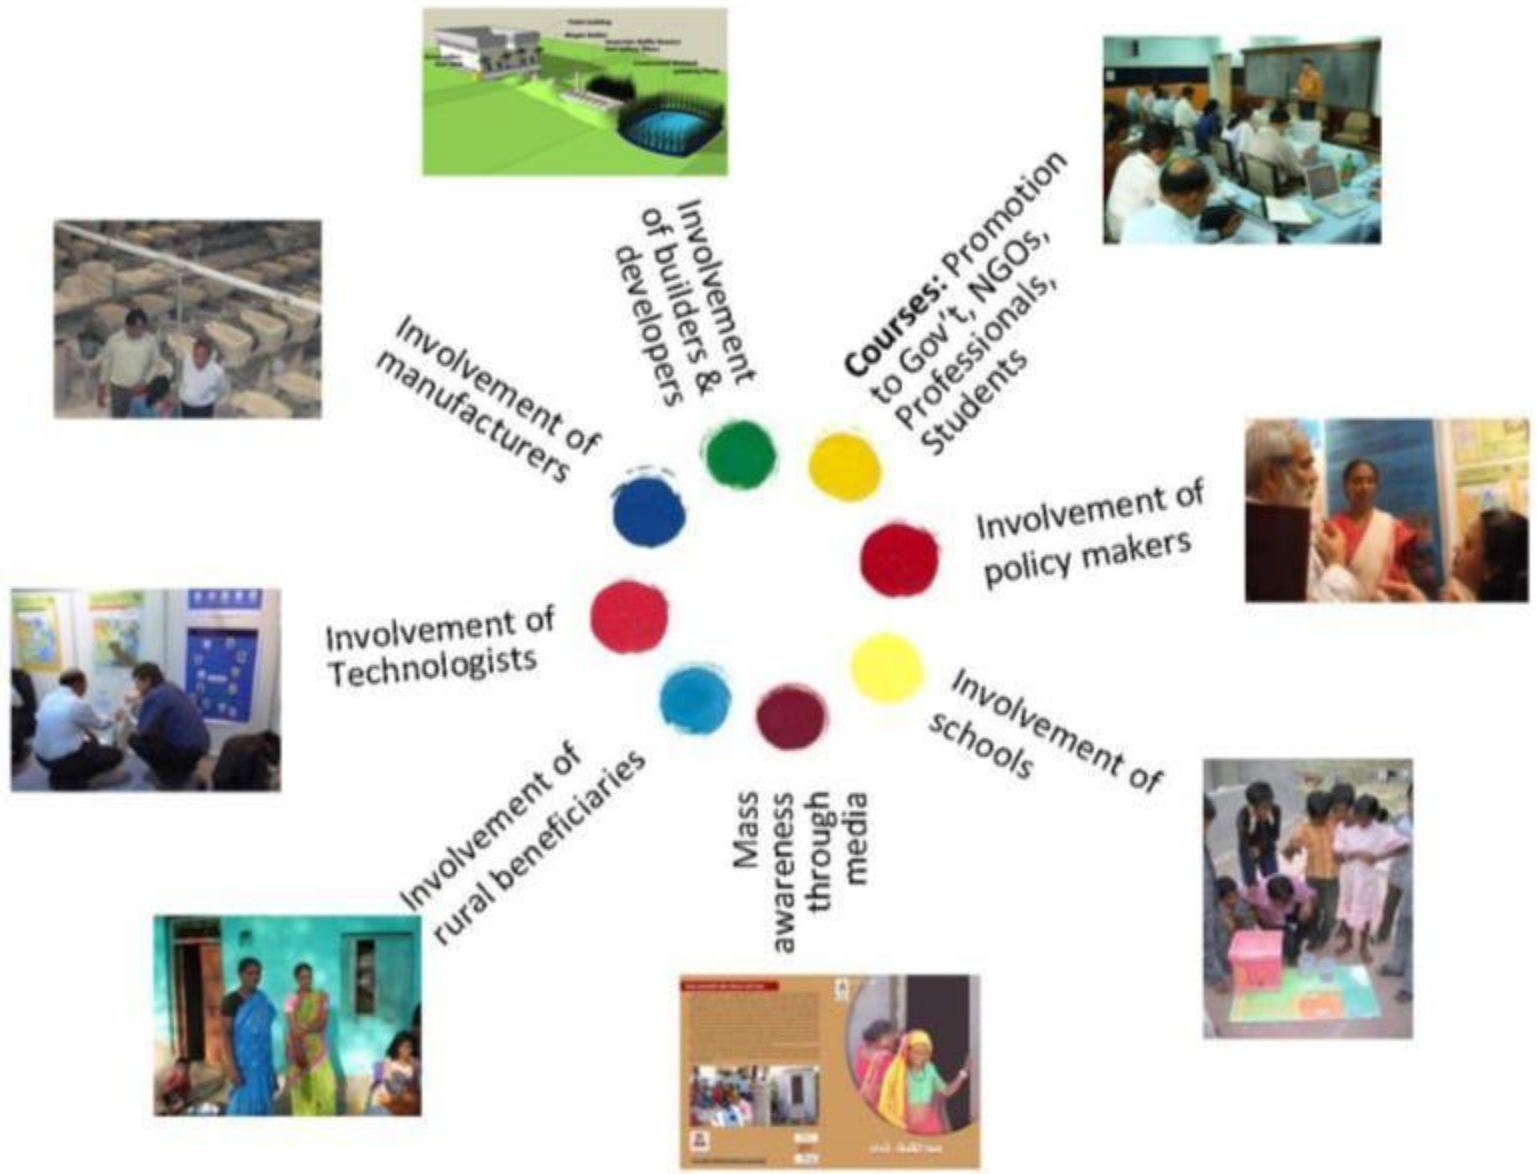 Involvement
of builders &
developers
Courses: Promotion
to Gov't, NGOs,
Professionals,
Students
Involvement of
policy makers
Involvement of
schools
Mass
awareness
through
media
Involvement of
rural beneficiaries
Involvement of
Technologists
Involvement of
manufacturers